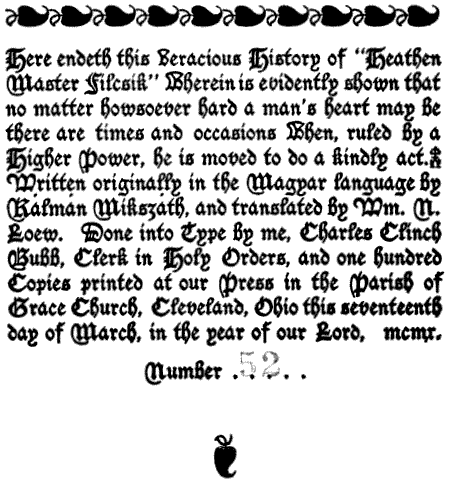 Here endeth this Veracious History of “Heathen
Master Filcsik” Wherein is evidently shown that
no matter howsoever hard a man's heart may be
there are times and occasions When, ruled by a
Higher Power, he is moved to do a kindly act.
Written originally in the Magyar language by
Kálmán Mikszáth, and translated by Wm. N.
Loew. Done into Type by me, Charles Clinch
Bubb, Clerk in Holy Orders, and one hundred
Copies printed at our Press in the Parish of
Grace Church, Cleveland, Ohio this seventeenth
day of March, in the year of our Lord, mcmx.
Number . 52 . .